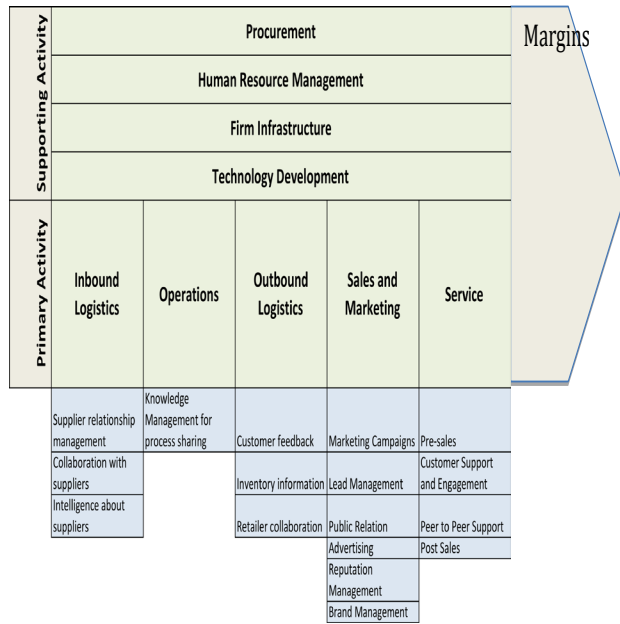 Supporting Activity
Procurement
Human Resource Management
Firm Infrastructure
Technology Development
Margins
Primary Activity
Inbound
Logistics
Operations
Outbound
Logistics
Sales and
Marketing
Service
Supplier relationship
management
Collaboration with
suppliers
Intelligence about
suppliers
Knowledge
Management for
process sharing
Customer feedback
Inventory information
Retailer collaboration
Marketing Campaigns
Lead Management
Public Relation
Advertising
Reputation
Management
Brand Management
Pre-sales
Customer Support
and Engagement
Peer to Peer Support
Post Sales